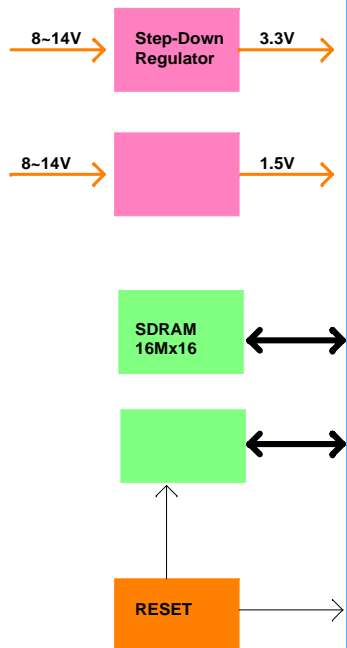 8~14V
Step-Down
Regulator
3.3V
8~14V
1.5V
SDRAM
16Mx16
RESET